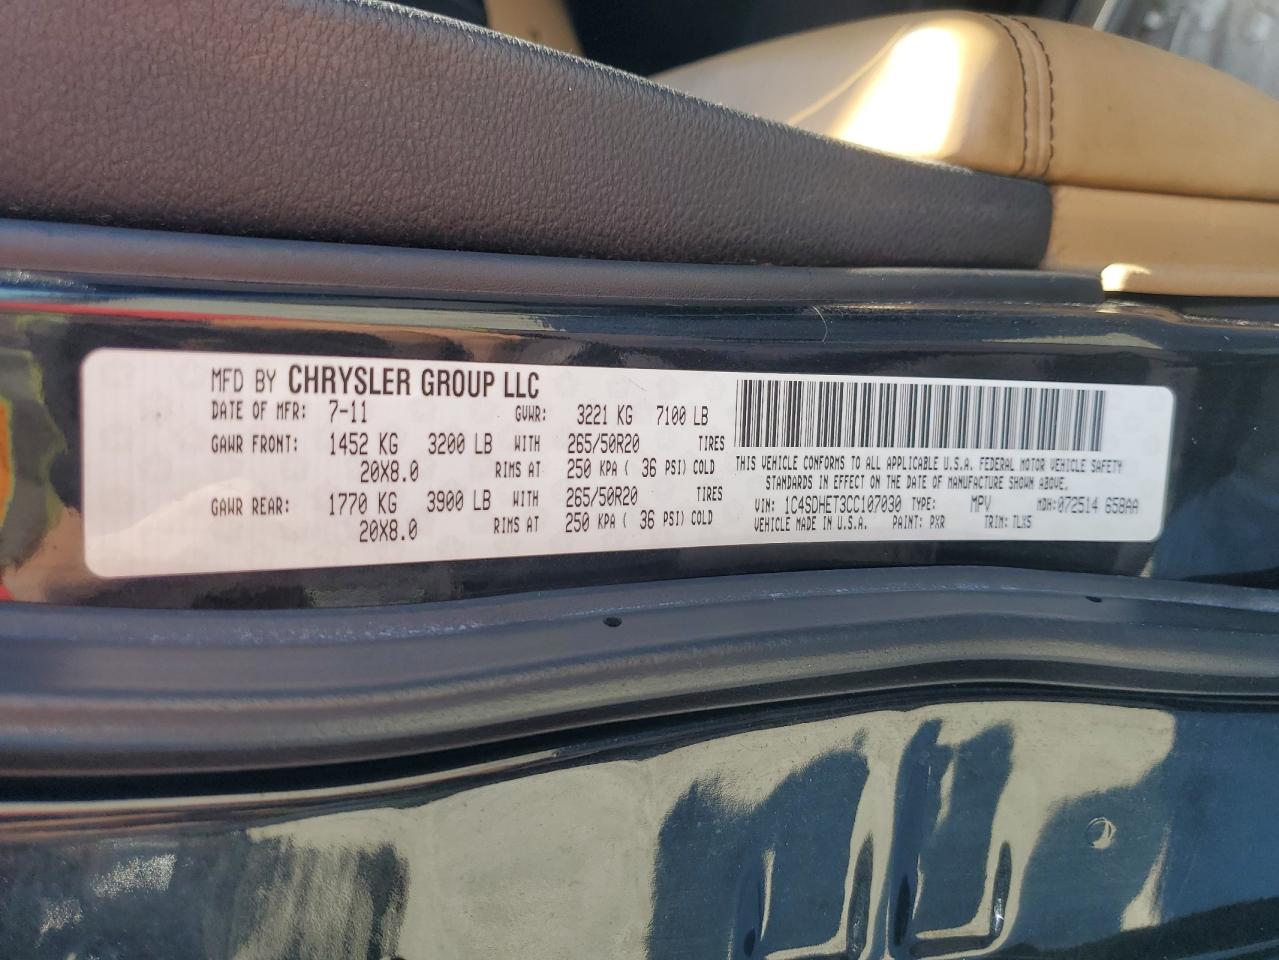 MFD BY CHRYSLER GROUP LLC
DATE OF MFR: 7-11 GVWR: 3221 KG 7100 LB
GAWR FRONT: 1452 KG 3200 LB WITH 265/50R20 TIRES
20X8.0 RIMS AT 250 KPA ( 36 PSI) COLD
GAWR REAR: 1770 KG 3900 LB WITH 265/50R20 TIRES
20X8.0 RIMS AT 250 KPA ( 36 PSI) COLD
THIS VEHICLE CONFORMS TO ALL APPLICABLE U.S.A. FEDERAL MOTOR VEHICLE SAFETY
STANDARDS IN EFFECT ON THE DATE OF MANUFACTURE SHOWN ABOVE.
VIN: 1C4SDHET3CC107030 TYPE: MPV MDH:072514 658AA
VEHICLE MADE IN U.S.A. PAINT: PXR TRIM: TLX5